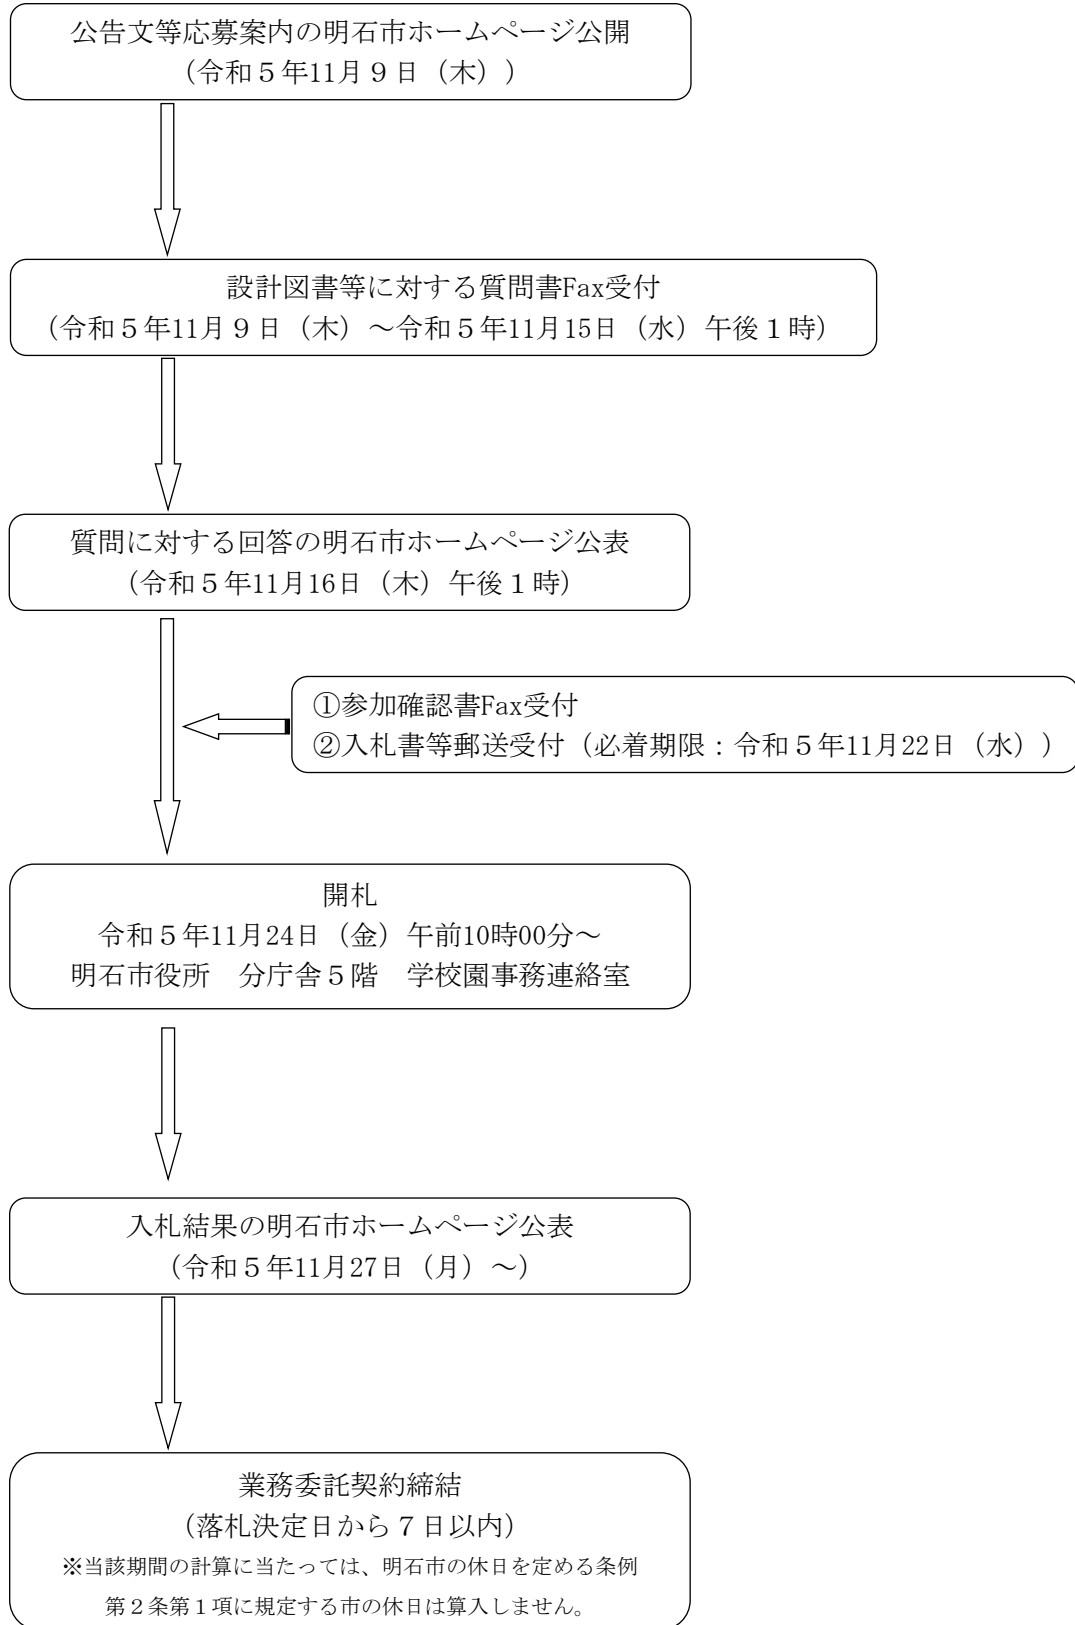 公告文等応募案内の明石市ホームページ公開
（令和５年11月９日（木））
設計図書等に対する質問書Fax受付
（令和５年11月９日（木）～令和５年11月15日（水）午後１時）
質問に対する回答の明石市ホームページ公表
（令和５年11月16日（木）午後１時）
①参加確認書Fax受付
②入札書等郵送受付（必着期限：令和５年11月22日（水））
開札
令和５年11月24日（金）午前10時00分～
明石市役所　分庁舎５階　学校園事務連絡室
入札結果の明石市ホームページ公表
（令和５年11月27日（月）～）
業務委託契約締結
（落札決定日から７日以内）
※当該期間の計算に当たっては、明石市の休日を定める条例
第２条第１項に規定する市の休日は算入しません。